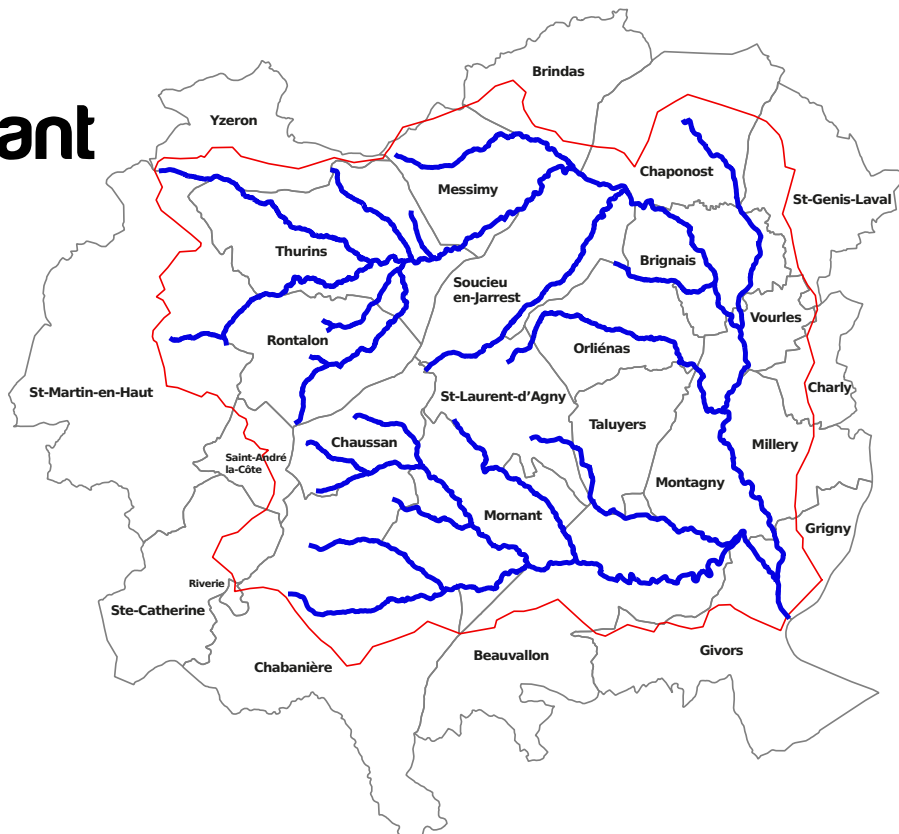 Brindas
ant
Yzeron
Chaponost
Messimy
St-Genis-Laval
Thurins
Brignais
Soucieu
en-Jarrest
Vourles
Rontalon
Orliénas
St-Martin-en-Haut
Charly
St-Laurent-d'Agny
Taluyers
Chaussan
Millery
Saint-André
la-Côte
Montagny
Mornant
Grigny
Riverie
Ste-Catherine
Givors
Beauvallon
Chabanière